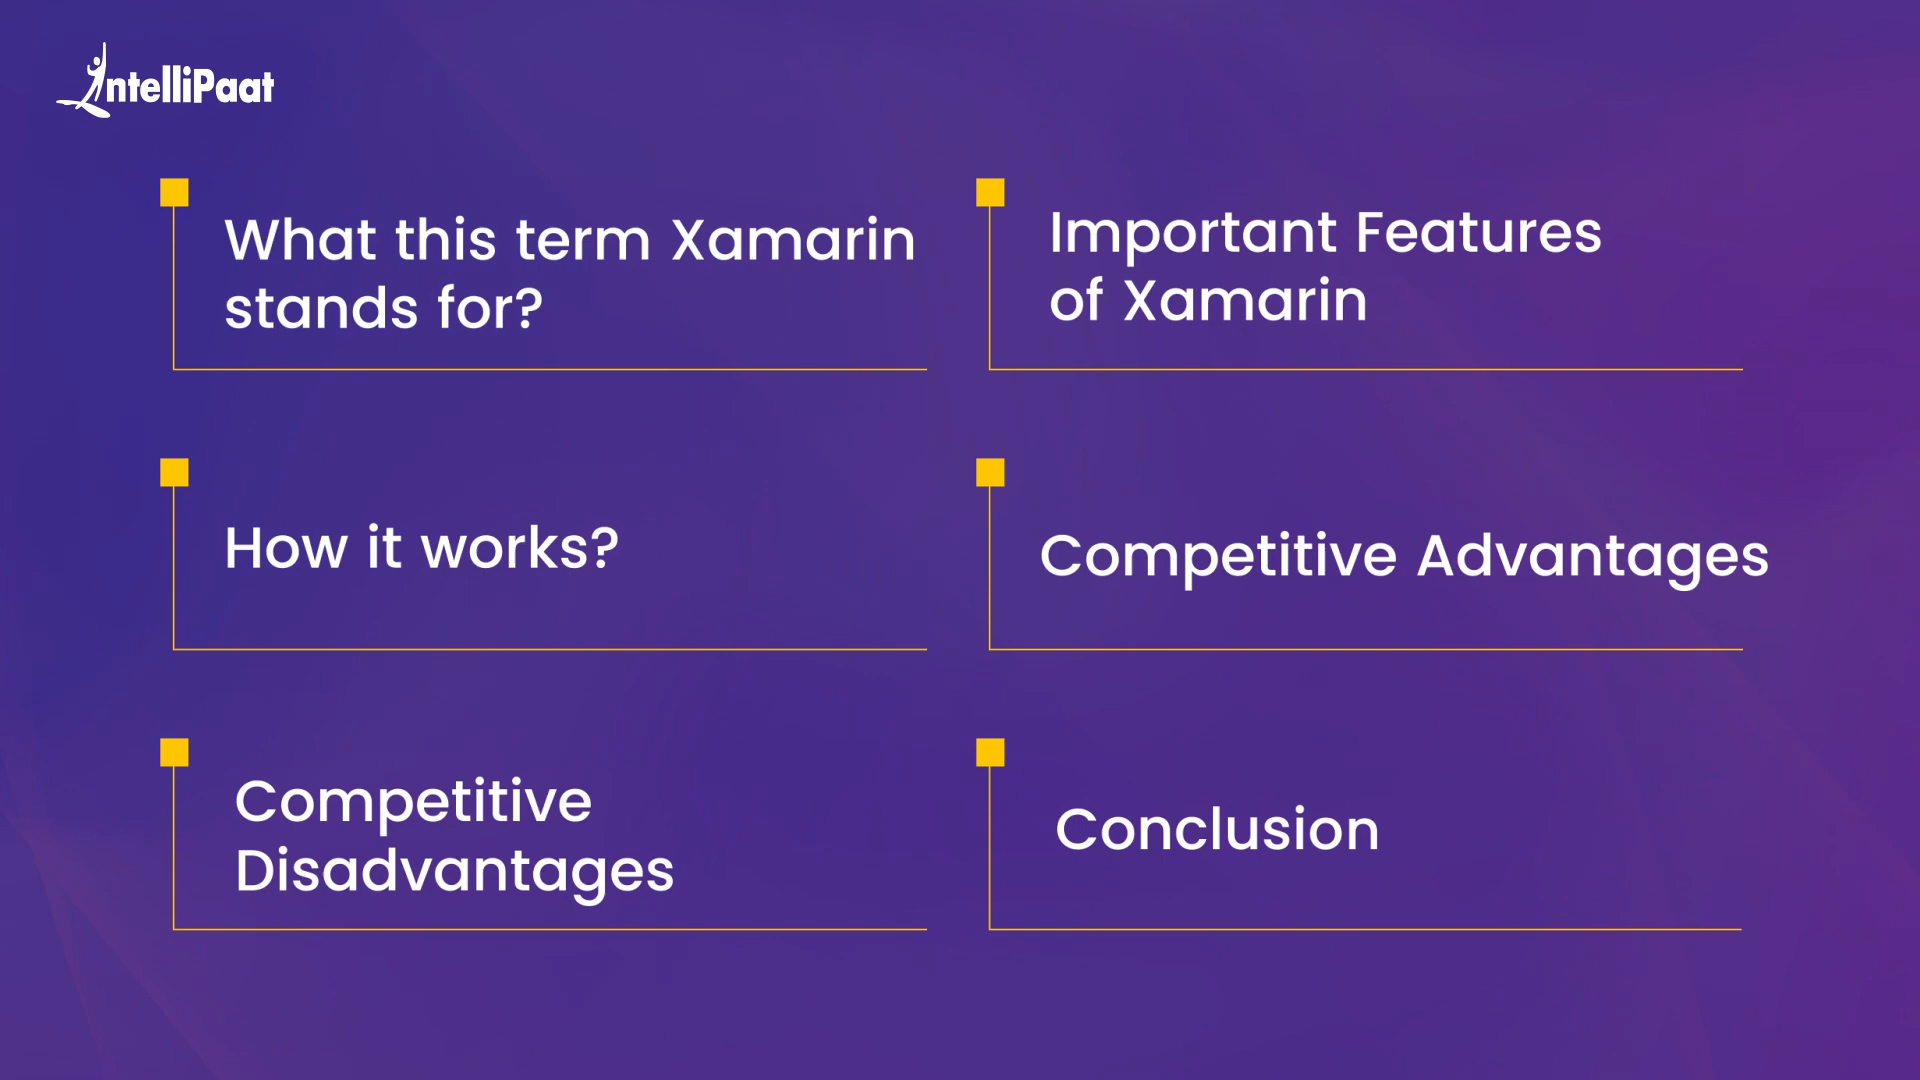 IntelliPaat
What this term Xamarin
stands for?
Important Features
of Xamarin
How it works?
Competitive Advantages
Competitive
Disadvantages
Conclusion